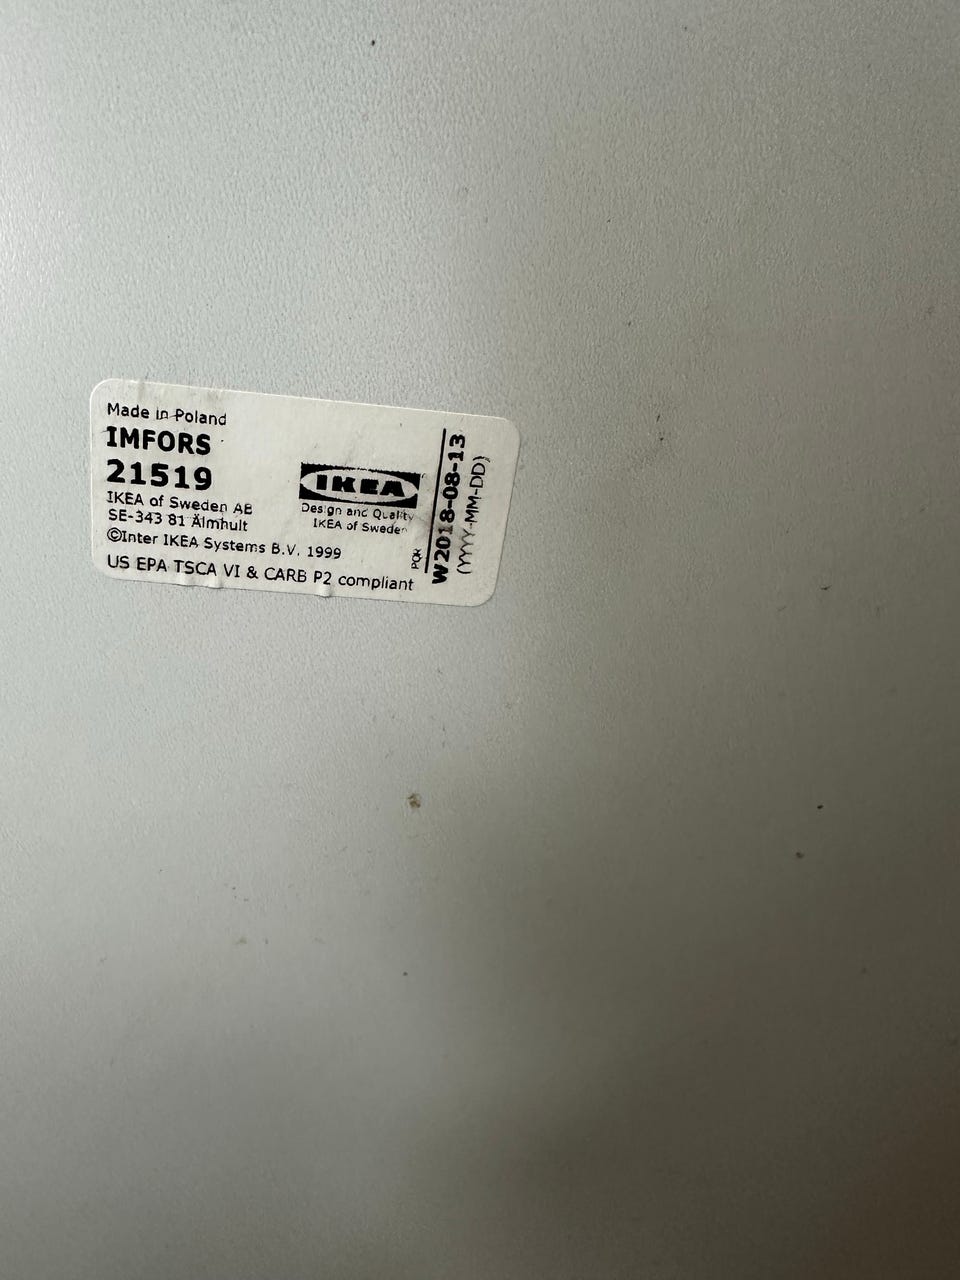 Made in Poland
IMFORS
21519
IKEA of Sweden AB
SE-343 81 Älmhult
©Inter IKEA Systems B.V. 1999
US EPA TSCA VI & CARB P2 compliant
IKEA
Design and Quality
IKEA of Sweden
PQR
W2018-08-13
(YYYY-MM-DD)